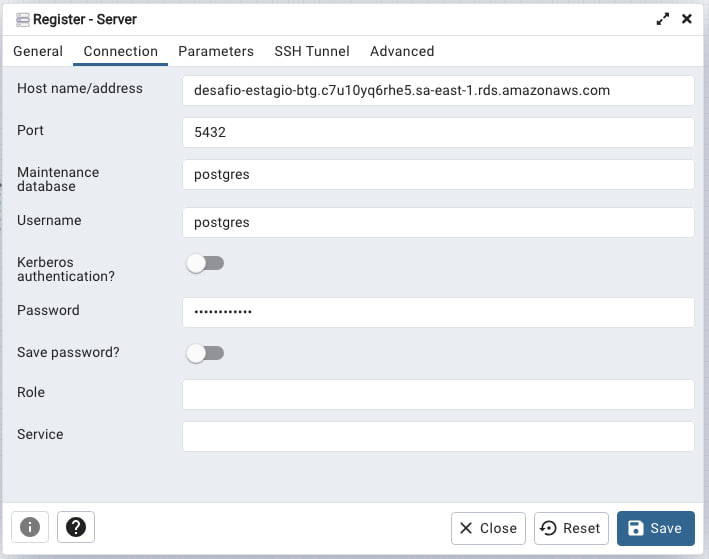 Register - Server
General Connection Parameters SSH Tunnel Advanced
Host name/address desafio-estagio-btg.c7u10yq6rhe5.sa-east-1.rds.amazonaws.com
Port 5432
Maintenance
database postgres
Username postgres
Kerberos
authentication?
Password ••••••••••••
Save password?
Role
Service
i ? Close Reset Save